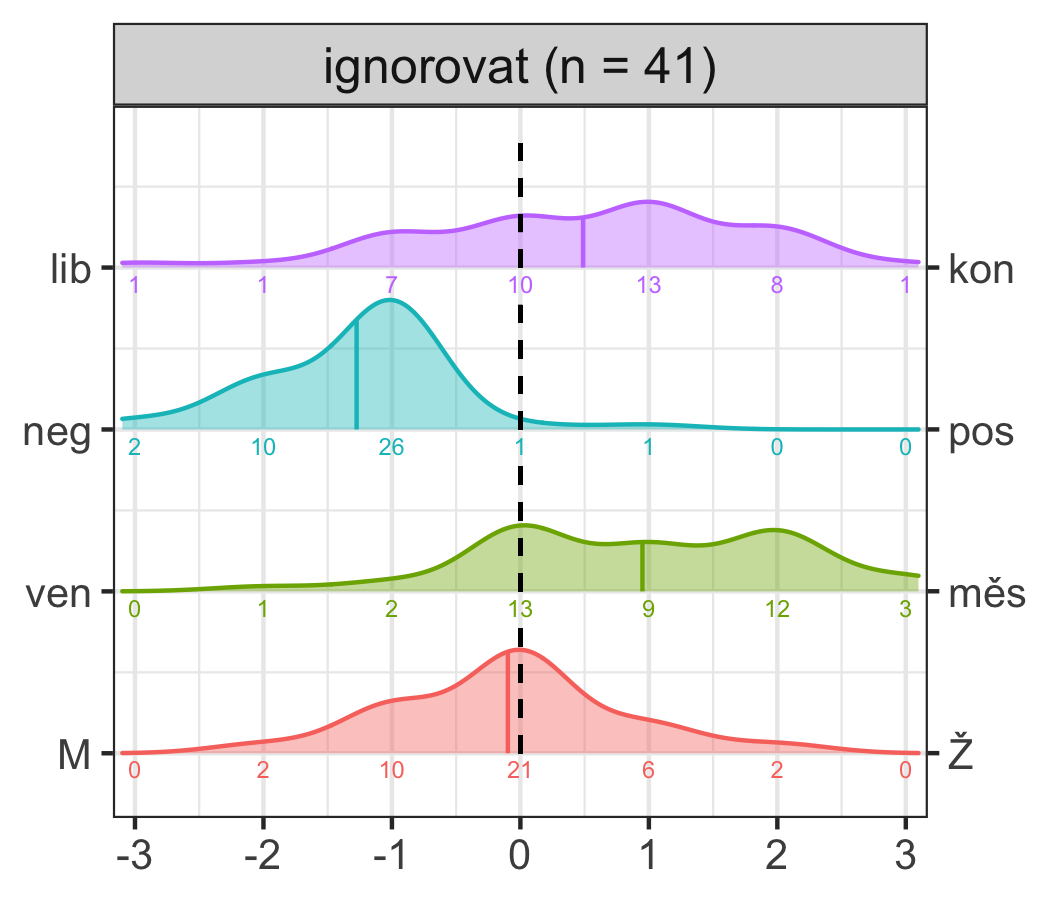 ignorovat (n = 41)
lib kon
1 1 7 10 13 8 1
neg pos
2 10 26 1 1 0 0
ven měs
0 1 2 13 9 12 3
M Ž
0 2 10 21 6 2 0
-3 -2 -1 0 1 2 3